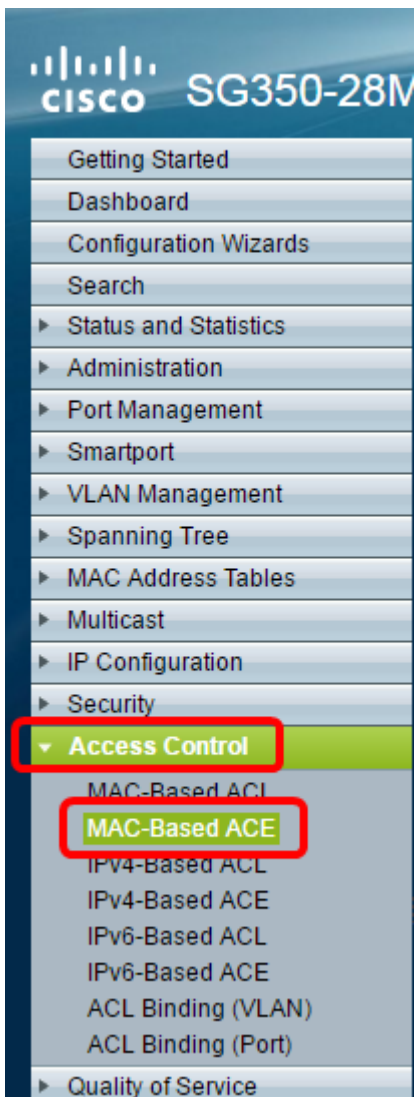 CISCO SG350-28M
Getting Started
Dashboard
Configuration Wizards
Search
Status and Statistics
Administration
Port Management
Smartport
VLAN Management
Spanning Tree
MAC Address Tables
Multicast
IP Configuration
Security
Access Control
MAC-Based ACL
MAC-Based ACE
IPv4-Based ACL
IPv4-Based ACE
IPv6-Based ACL
IPv6-Based ACE
ACL Binding (VLAN)
ACL Binding (Port)
Quality of Service